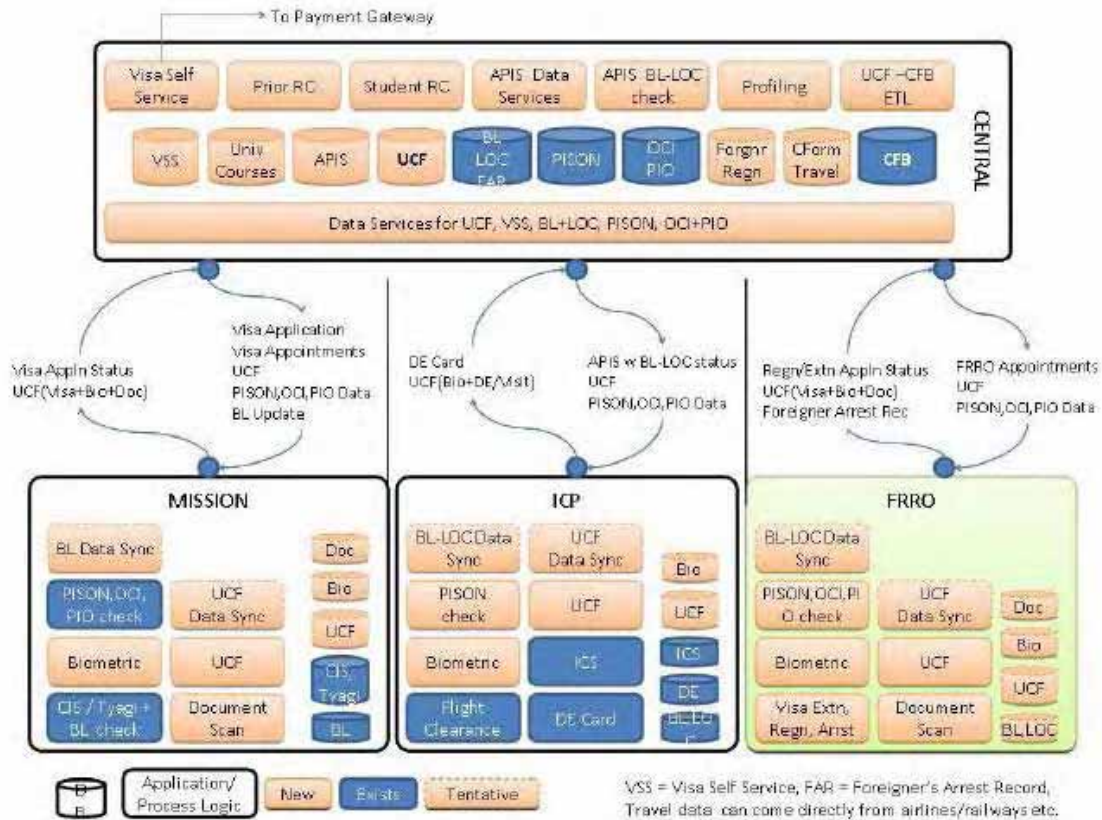 To Payment Gateway
Visa Self
Service
Prior RC
Student RC
APIS Data
Services
APIS BL-LOC
check
Profiling
UCF -CFB
ETL
CENTRAL
VSS
Univ
Courses
APIS
UCF
BL
LOC
FAR
PISON
OCI
PIO
Forgnr
Regn
CForm
Travel
CFB
Data Services for UCF, VSS, BL+LOC, PISON, OCI+PIO
Visa Appln Status
UCF(Visa+Bio+Doc)
Visa Application
Visa Appointments
UCF
PISON,OCI,PIO Data
BL Update
DE Card
UCF(Bio+DE/Visit)
APIS w BL-LOC status
UCF
PISON,OCI,PIO Data
Regn/Extn Appln Status
UCF(Visa+Bio+Doc)
Foreigner Arrest Rec
FRRO Appointments
UCF
PISON,OCI,PIO Data
MISSION
BL Data Sync
PISON,OCI,
PIO check
UCF
Data Sync
Biometric
UCF
CIS / Tyagi +
BL check
Document
Scan
Doc
Bio
UCF
CIS/
Tyagi
BL
ICP
BL-LOC Data
Sync
UCF
Data Sync
PISON
check
UCF
Biometric
ICS
Flight
Clearance
DE Card
Bio
UCF
ICS
DE
BL,LO
C
FRRO
BL-LOC Data
Sync
PISON,OCI,PI
O check
UCF
Data Sync
Biometric
UCF
Visa Extn,
Regn, Arrst
Document
Scan
Doc
Bio
UCF
BL,LOC
D
B
Application/
Process Logic
New
Exists
Tentative
VSS = Visa Self Service, FAR = Foreigner's Arrest Record,
Travel data can come directly from airlines/railways etc.